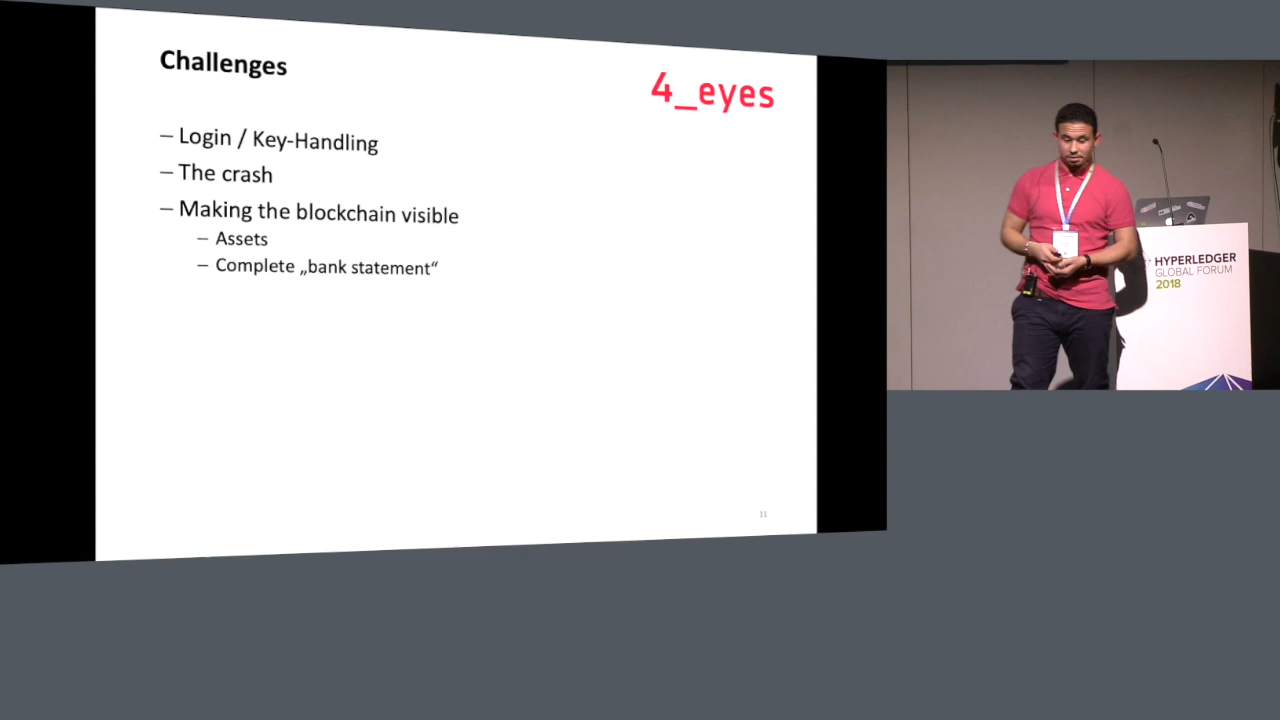 Challenges
4_eyes
– Login / Key-Handling
– The crash
– Making the blockchain visible
– Assets
– Complete „bank statement“
11
HYPERLEDGER
GLOBAL FORUM
2018